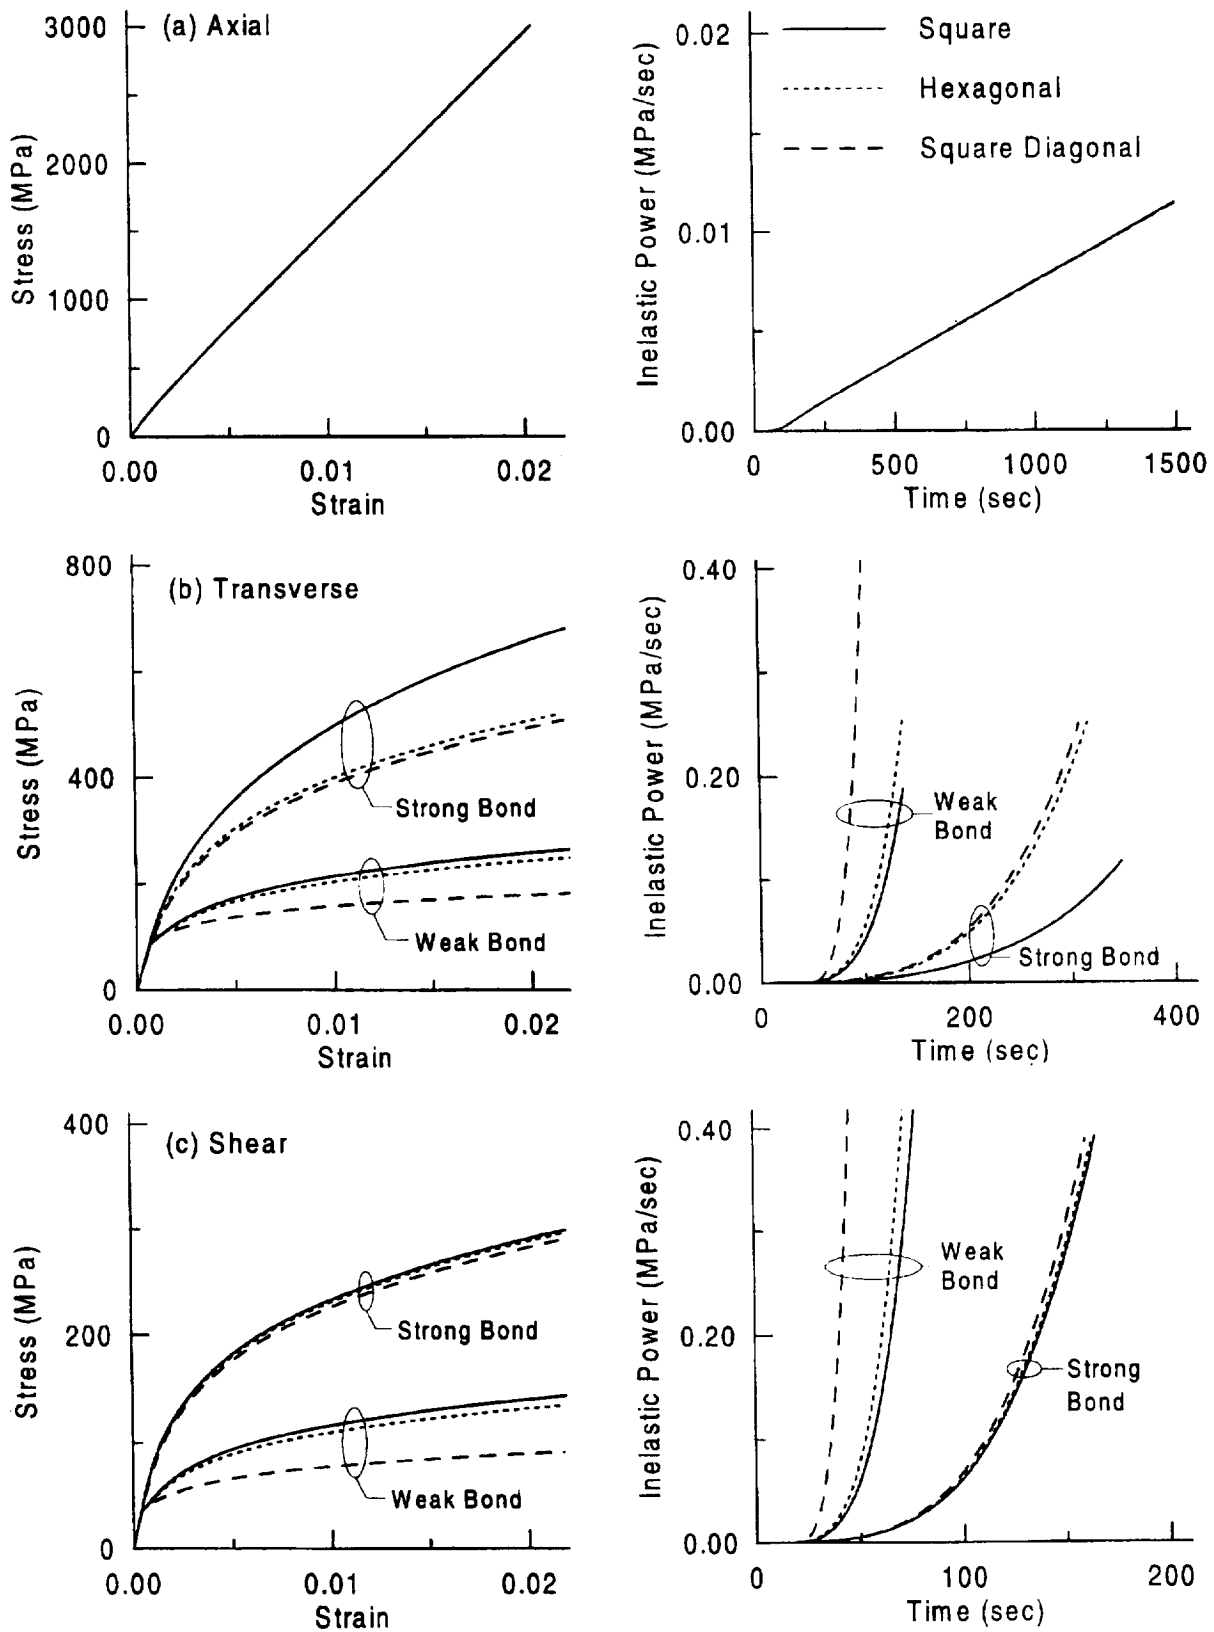 (a) Axial
Stress (MPa)
3000
2000
1000
0
0.00
0.01
0.02
Strain
Inelastic Power (MPa/sec)
0.02
0.01
0.00
Square
Hexagonal
Square Diagonal
0
500
1000
1500
Time (sec)
(b) Transverse
Stress (MPa)
800
400
0
Strong Bond
Weak Bond
0.00
0.01
0.02
Strain
Inelastic Power (MPa/sec)
0.40
0.20
0.00
Weak
Bond
Strong Bond
0
200
400
Time (sec)
(c) Shear
Stress (MPa)
400
200
0
Strong Bond
Weak Bond
0.00
0.01
0.02
Strain
Inelastic Power (MPa/sec)
0.40
0.20
0.00
Weak
Bond
Strong
Bond
0
100
200
Time (sec)